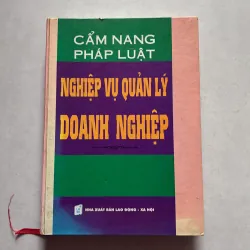 CẨM NANG
PHÁP LUẬT
NGHIỆP VỤ QUẢN LÝ
DOANH NGHIỆP
NHÀ XUẤT BẢN LAO ĐỘNG - XÃ HỘI